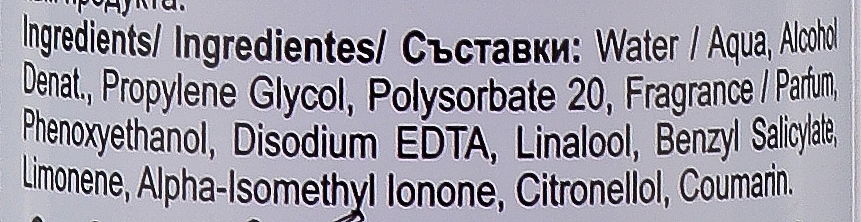 Ingredients/ Ingredientes/ Съставки: Water / Aqua, Alcohol
Denat., Propylene Glycol, Polysorbate 20, Fragrance / Parfum,
Phenoxyethanol, Disodium EDTA, Linalool, Benzyl Salicylate,
Limonene, Alpha-Isomethyl Ionone, Citronellol, Coumarin.